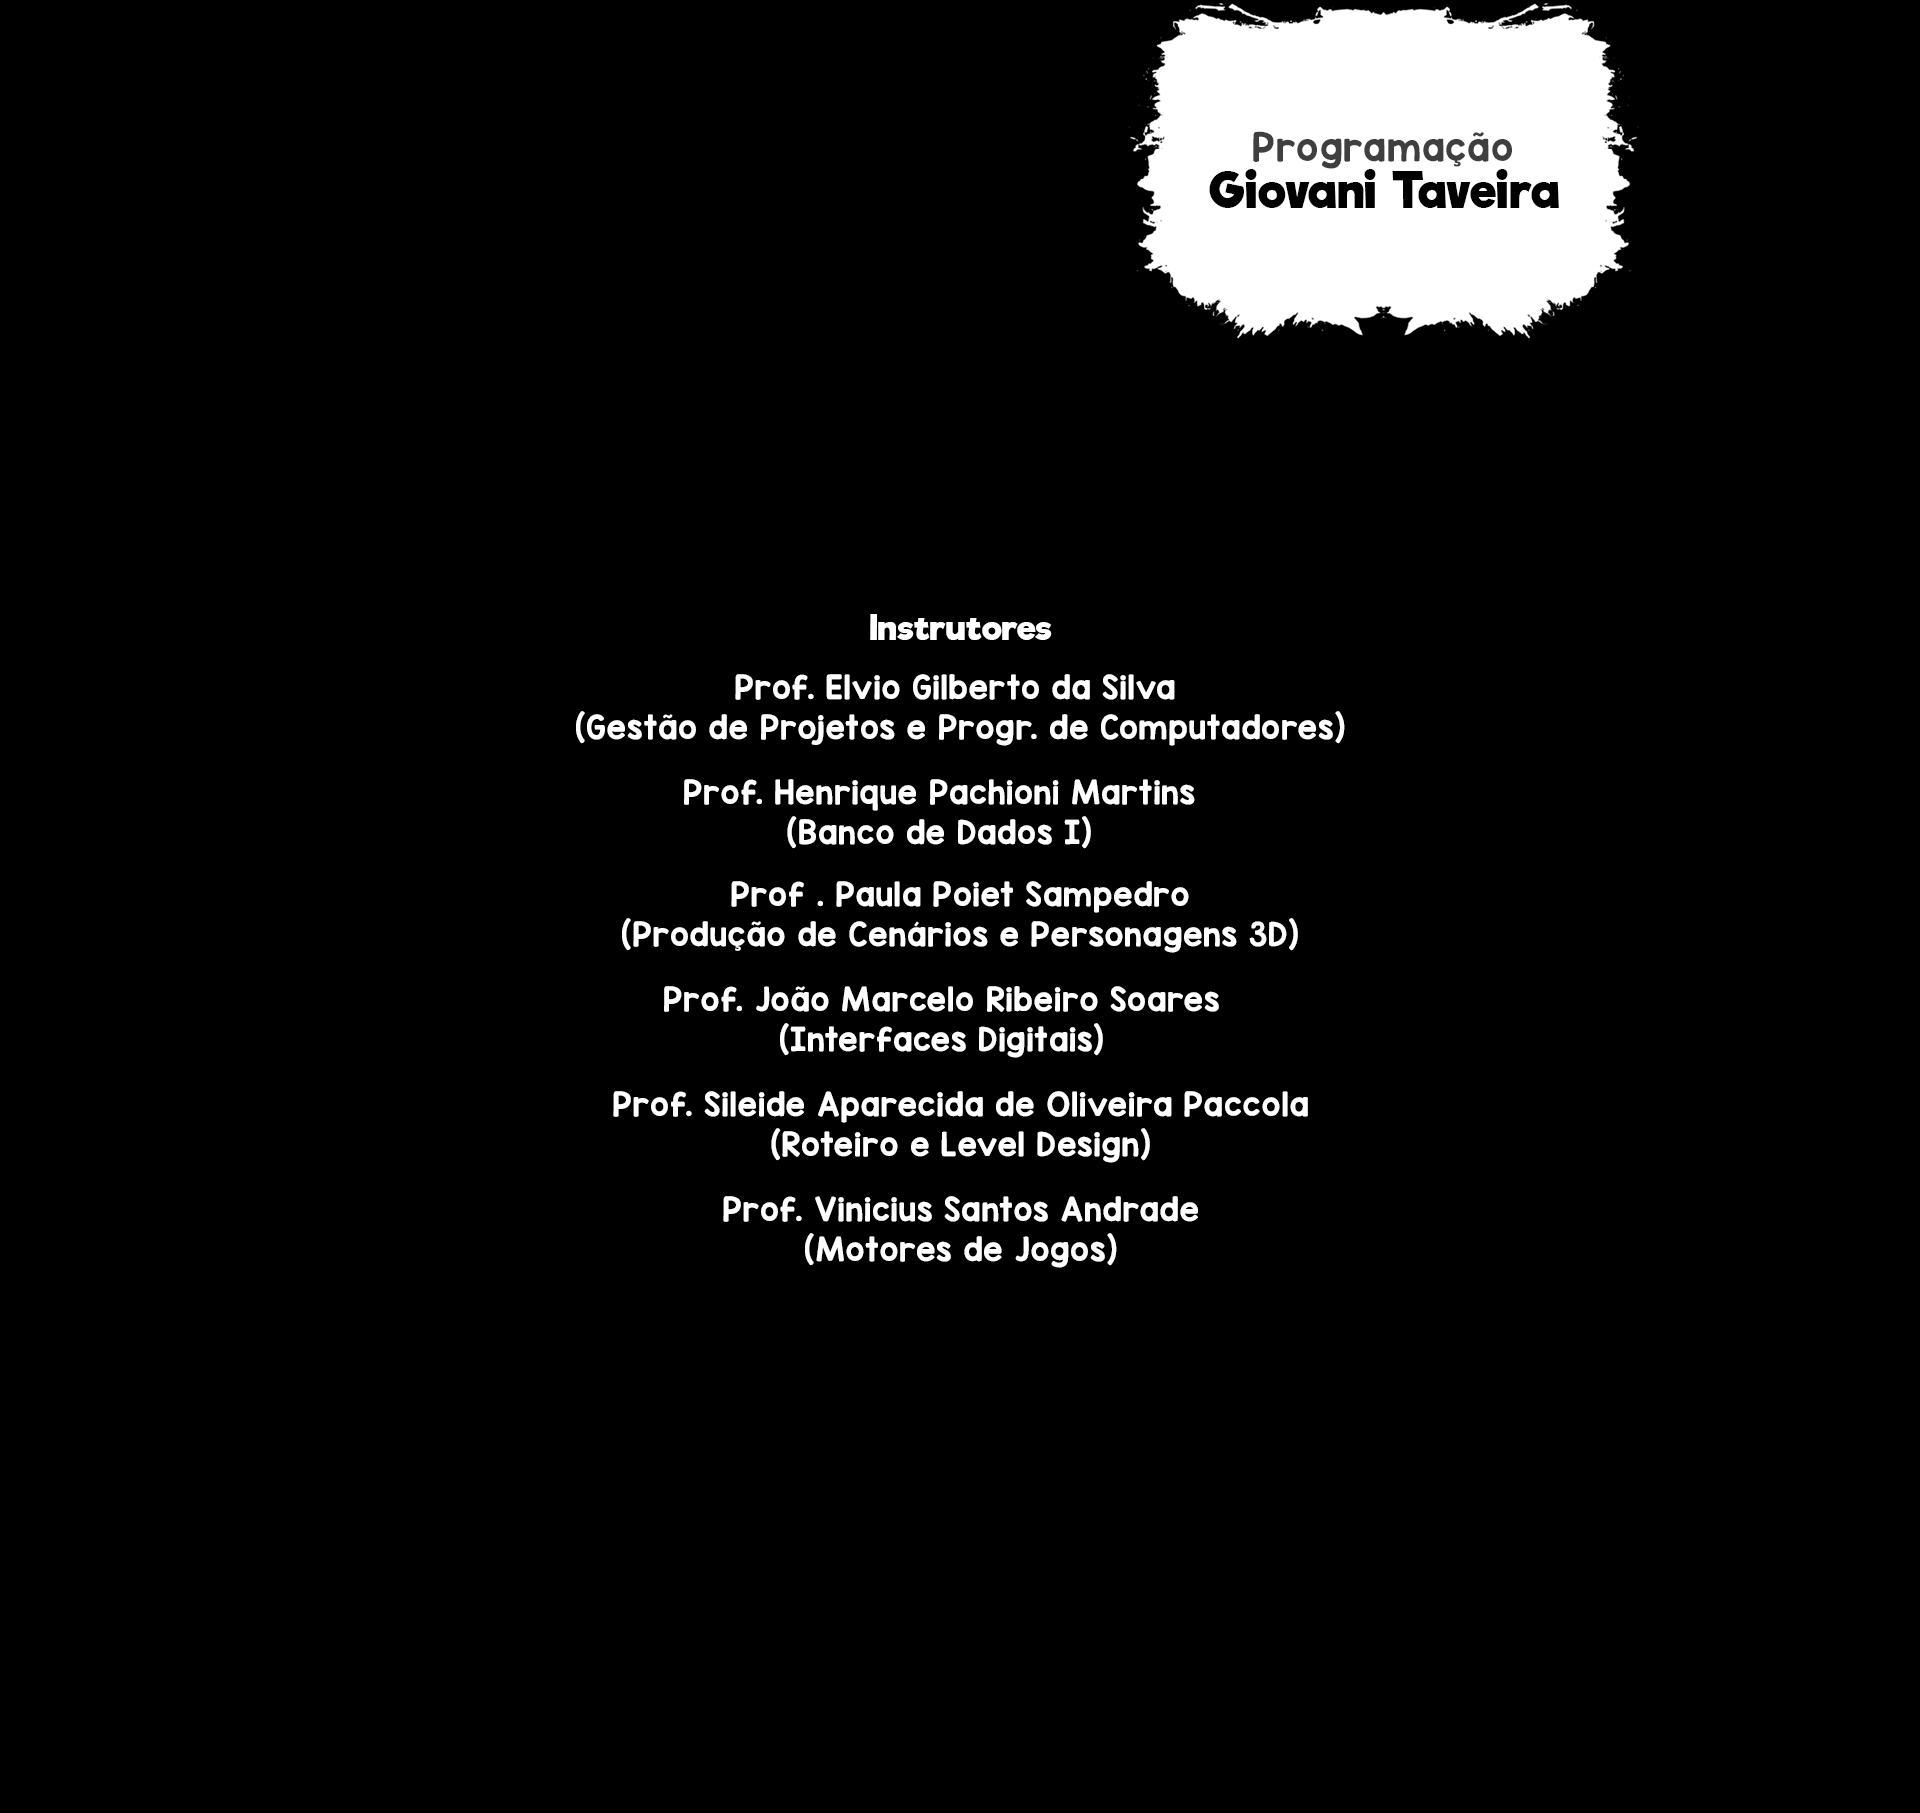 Programação
Giovani Taveira
Instrutores
Prof. Elvio Gilberto da Silva
(Gestão de Projetos e Progr. de Computadores)
Prof. Henrique Pachioni Martins
(Banco de Dados I)
Prof . Paula Poiet Sampedro
(Produção de Cenários e Personagens 3D)
Prof. João Marcelo Ribeiro Soares
(Interfaces Digitais)
Prof. Sileide Aparecida de Oliveira Paccola
(Roteiro e Level Design)
Prof. Vinicius Santos Andrade
(Motores de Jogos)